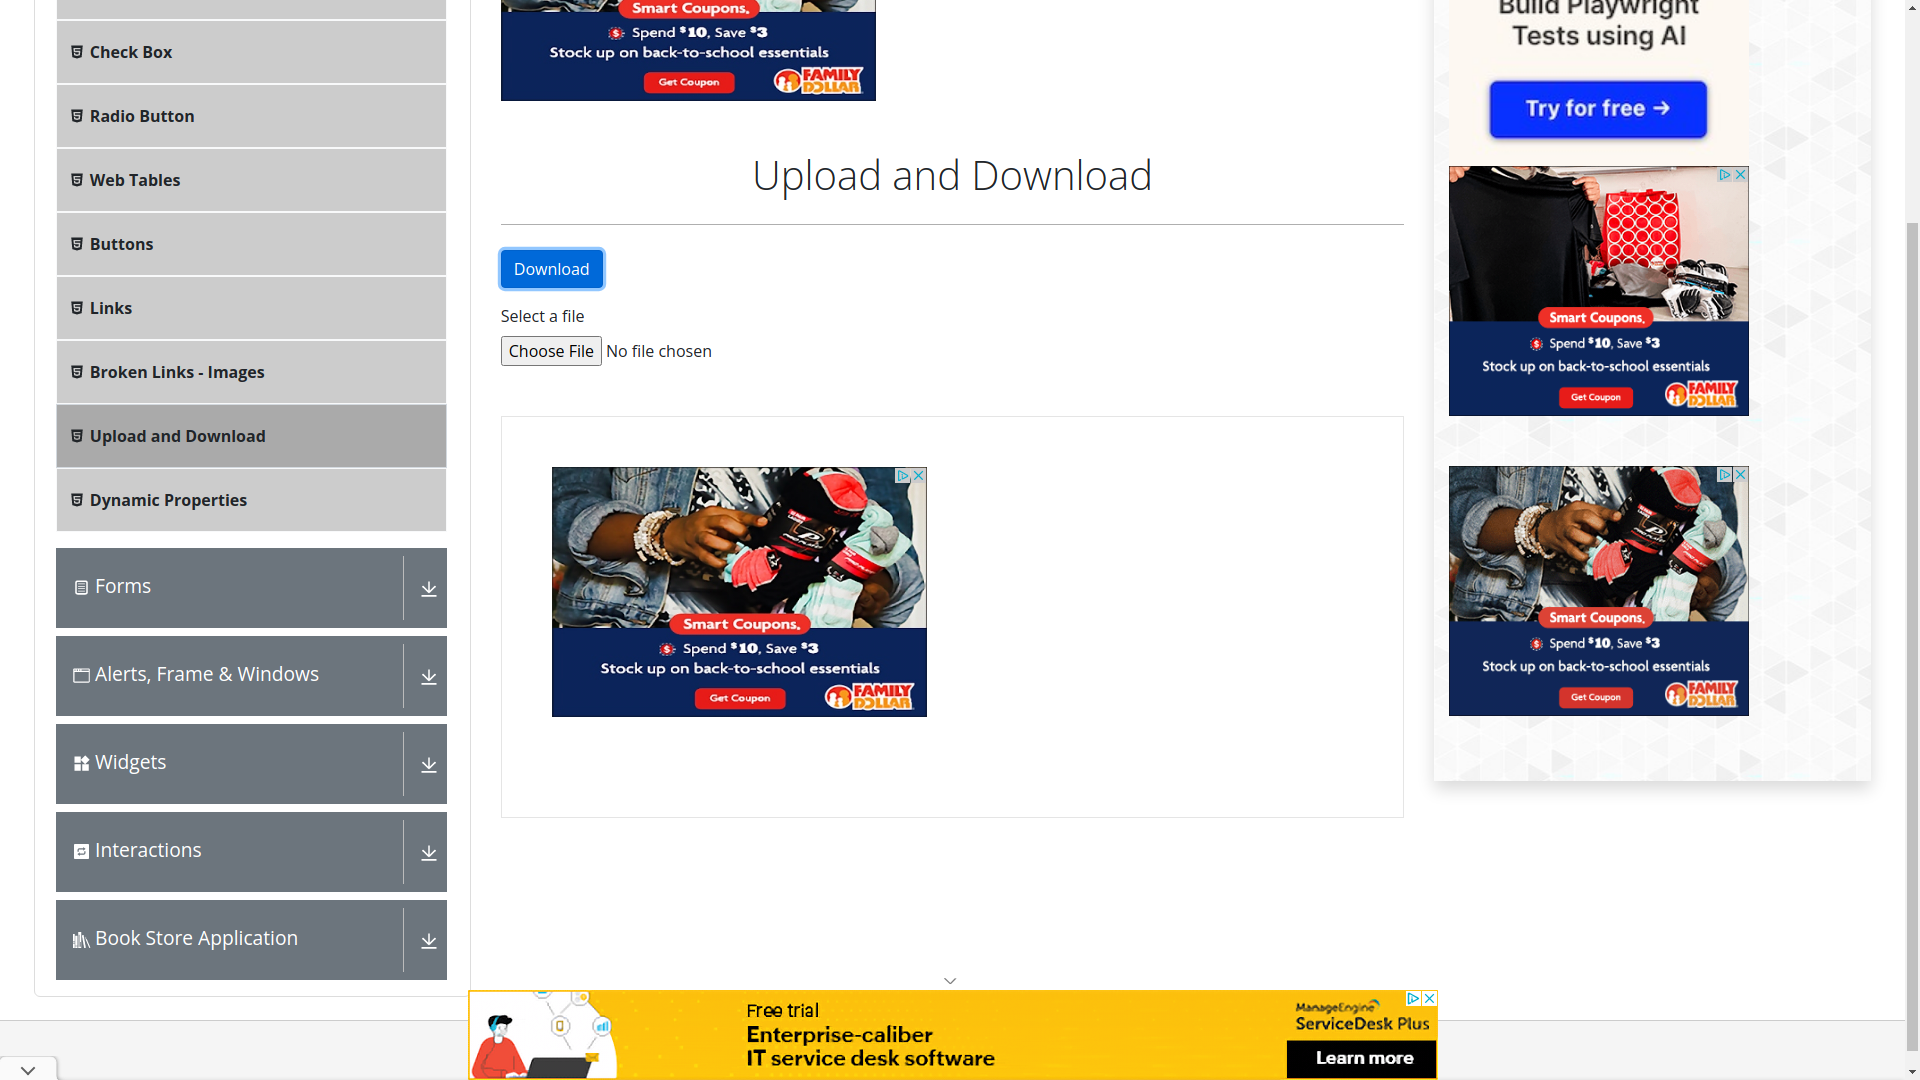 Check Box
Radio Button
Web Tables
Buttons
Links
Broken Links - Images
Upload and Download
Dynamic Properties
Forms
Alerts, Frame & Windows
Widgets
Interactions
Book Store Application
Smart Coupons.
Spend $10, Save $3
Stock up on back-to-school essentials
Get Coupon
FAMILY DOLLAR
Upload and Download
Download
Select a file
Choose File No file chosen
Smart Coupons.
Spend $10, Save $3
Stock up on back-to-school essentials
Get Coupon
FAMILY DOLLAR
Build Playwright
Tests using AI
Try for free →
Smart Coupons.
Spend $10, Save $3
Stock up on back-to-school essentials
Get Coupon
FAMILY DOLLAR
Smart Coupons.
Spend $10, Save $3
Stock up on back-to-school essentials
Get Coupon
FAMILY DOLLAR
Free trial
Enterprise-caliber
IT service desk software
ManageEngine
ServiceDesk Plus
Learn more